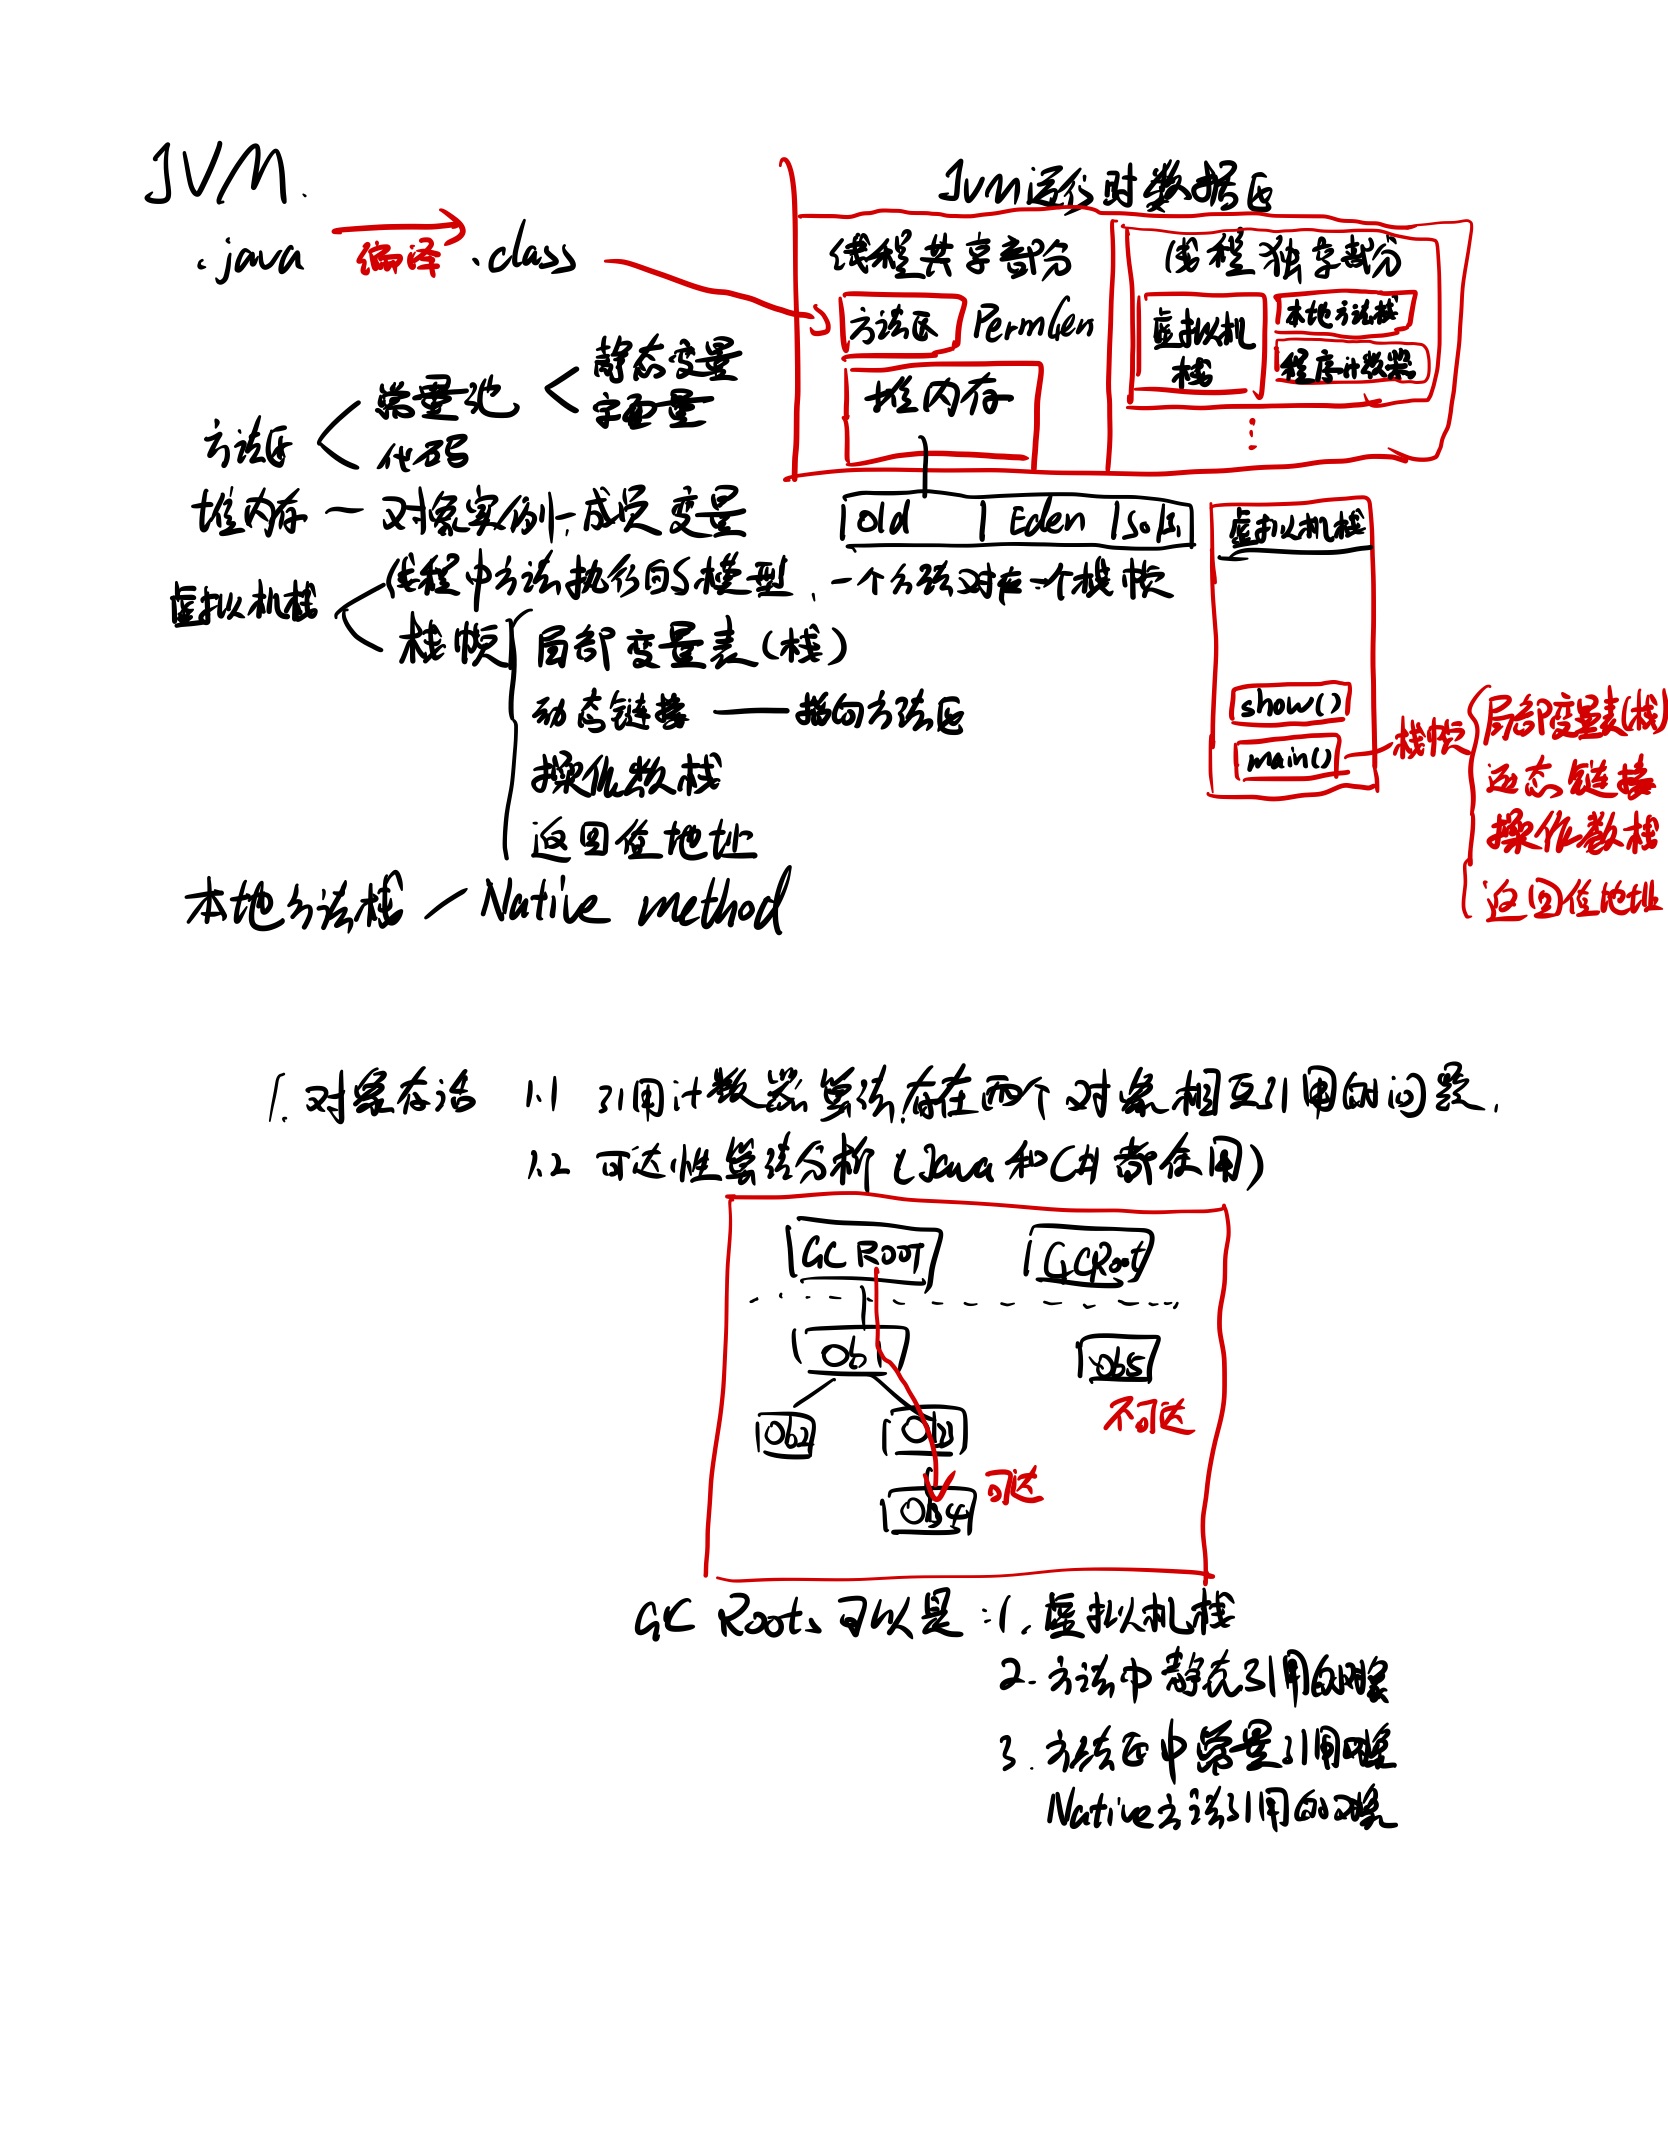 JVM.
.java 编译 .class
JVM运行时数据区
线程共享部分
线程独享部分
方法区 PermGen
虚拟机栈
本地方法栈
程序计数器
堆内存
Old Eden S0 S1
方法区
常量池
静态变量
字面量
代码
堆内存 — 对象实例 成员变量
虚拟机栈
线程中方法执行的模型、一个方法对应一个栈帧
栈帧
局部变量表(栈)
动态链接 — 指向方法区
操作数栈
返回值地址
本地方法栈 — Native method
虚拟机栈
show()
main()
栈帧
局部变量表(栈)
动态链接
操作数栈
返回值地址
1. 对象存活 1.1 引用计数器算法存在两个对象相互引用的问题.
1.2 可达性算法分析(Java和C#都使用)
GC ROOT
GCRoot
Ob1
Ob5
不可达
Ob2
Ob3
可达
Ob4
GC Roots可以是:1. 虚拟机栈
2. 方法中静态引用的对象
3. 方法区中常量引用对象
Native方法引用的对象